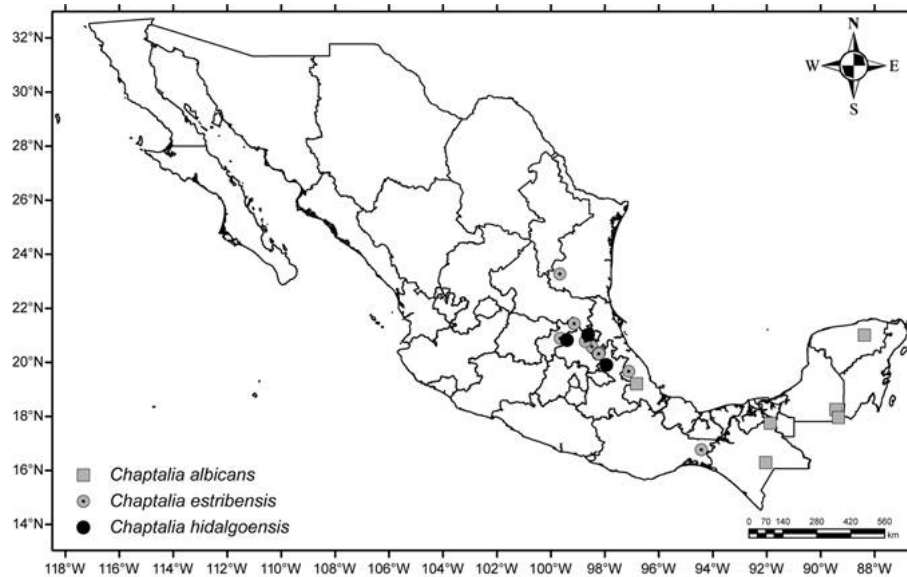 32°N
30°N
28°N
26°N
24°N
22°N
20°N
18°N
16°N
14°N
N
W E
S
Chaptalia albicans
Chaptalia estribensis
Chaptalia hidalgoensis
0 70 140 280 420 560
km
118°W 116°W 114°W 112°W 110°W 108°W 106°W 104°W 102°W 100°W 98°W 96°W 94°W 92°W 90°W 88°W